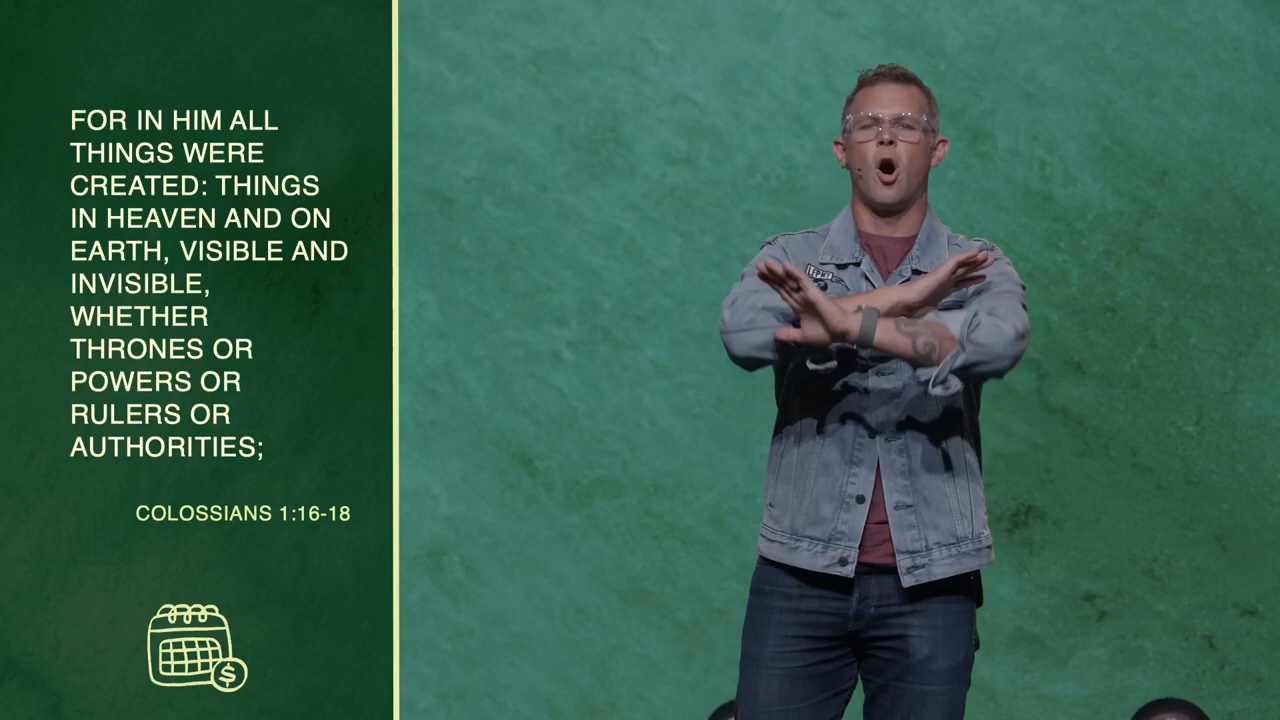 FOR IN HIM ALL
THINGS WERE
CREATED: THINGS
IN HEAVEN AND ON
EARTH, VISIBLE AND
INVISIBLE,
WHETHER
THRONES OR
POWERS OR
RULERS OR
AUTHORITIES;
COLOSSIANS 1:16-18
$